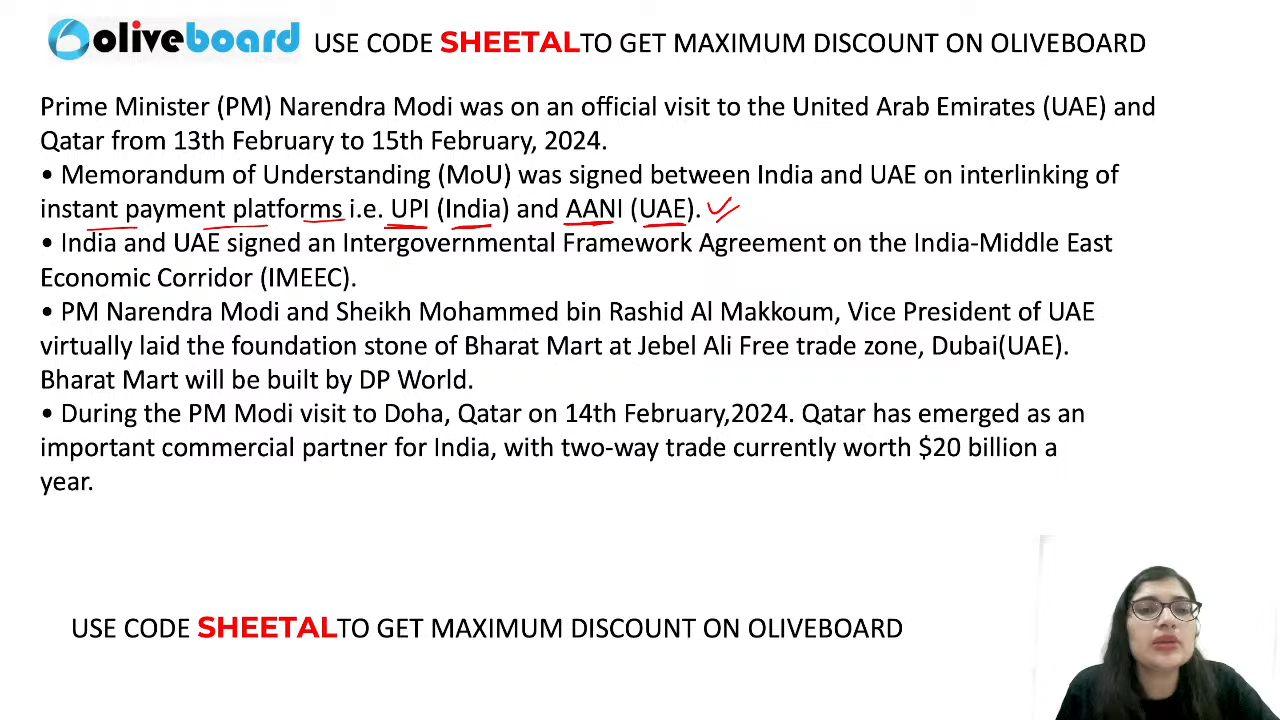 oliveboard USE CODE SHEETALTO GET MAXIMUM DISCOUNT ON OLIVEBOARD
Prime Minister (PM) Narendra Modi was on an official visit to the United Arab Emirates (UAE) and
Qatar from 13th February to 15th February, 2024.
• Memorandum of Understanding (MoU) was signed between India and UAE on interlinking of
instant payment platforms i.e. UPI (India) and AANI (UAE).
• India and UAE signed an Intergovernmental Framework Agreement on the India-Middle East
Economic Corridor (IMEEC).
• PM Narendra Modi and Sheikh Mohammed bin Rashid Al Makkoum, Vice President of UAE
virtually laid the foundation stone of Bharat Mart at Jebel Ali Free trade zone, Dubai(UAE).
Bharat Mart will be built by DP World.
• During the PM Modi visit to Doha, Qatar on 14th February,2024. Qatar has emerged as an
important commercial partner for India, with two-way trade currently worth $20 billion a
year.
USE CODE SHEETALTO GET MAXIMUM DISCOUNT ON OLIVEBOARD